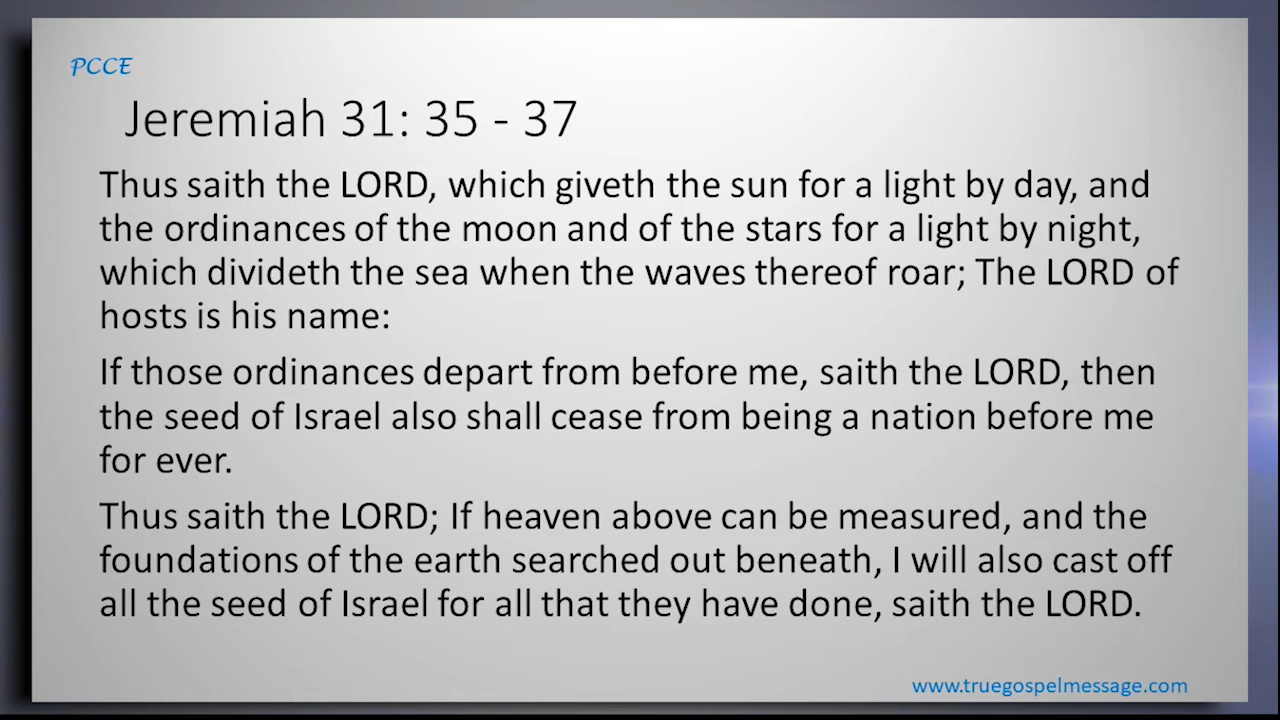 PCCE
Jeremiah 31: 35 - 37
Thus saith the LORD, which giveth the sun for a light by day, and
the ordinances of the moon and of the stars for a light by night,
which divideth the sea when the waves thereof roar; The LORD of
hosts is his name:
If those ordinances depart from before me, saith the LORD, then
the seed of Israel also shall cease from being a nation before me
for ever.
Thus saith the LORD; If heaven above can be measured, and the
foundations of the earth searched out beneath, I will also cast off
all the seed of Israel for all that they have done, saith the LORD.
www.truegospelmessage.com